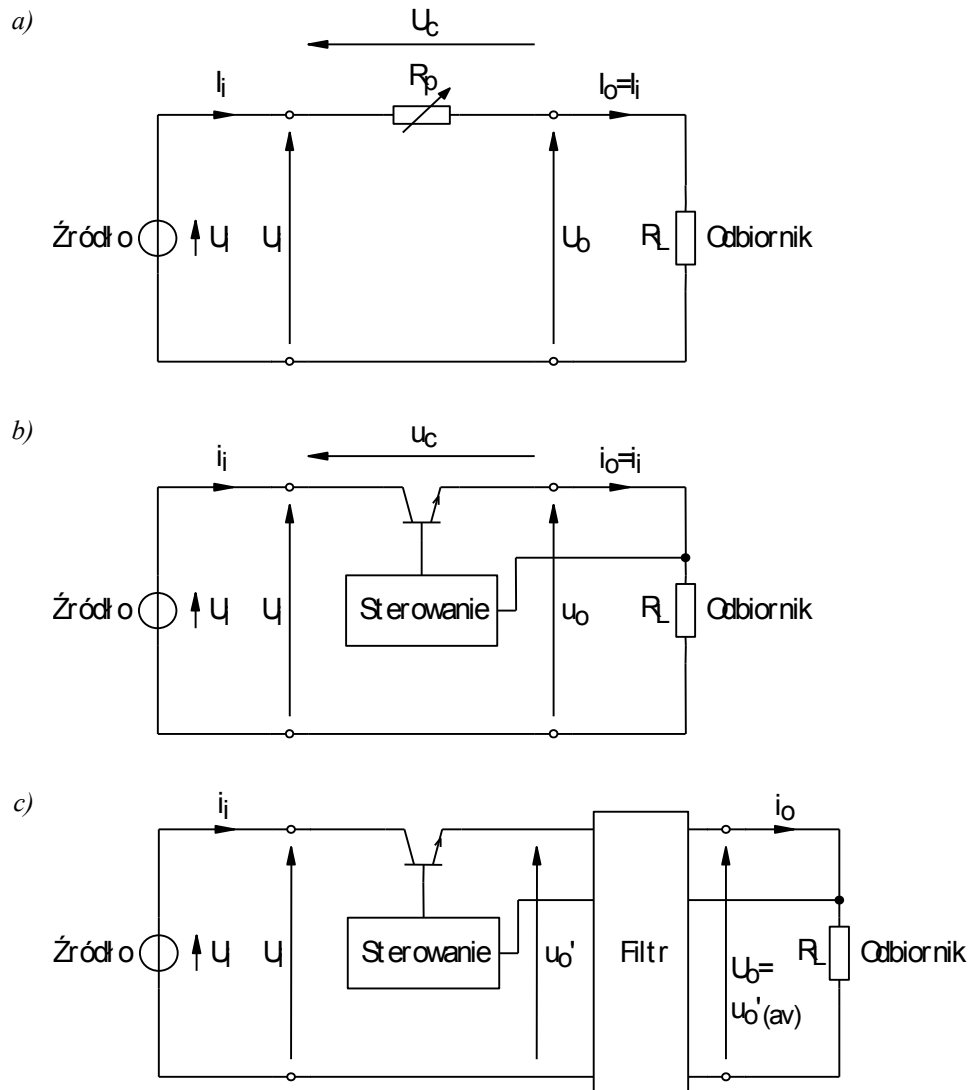 a)
Uc
Ii
Rp
Io=Ii
Źródło
Ui
Ui
Uo
RL
Odbiornik
b)
uc
ii
io=ii
Źródło
Ui
Ui
Sterowanie
uo
RL
Odbiornik
c)
ii
io
Źródło
Ui
Ui
Sterowanie
uo'
Filtr
Uo=
uo'(av)
RL
Odbiornik